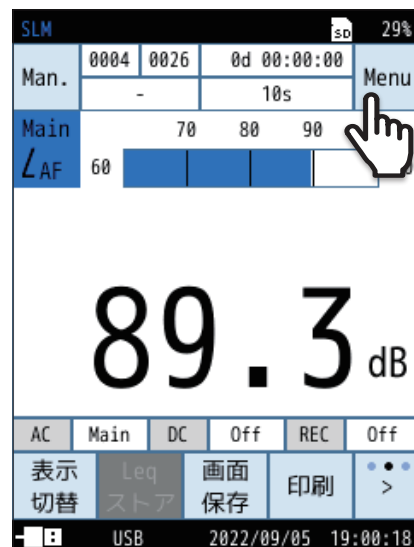 SLM SD 29%
Man. 0004 0026 0d 00:00:00 Menu
- 10s
Main 70 80 90
LAF 60
89.3 dB
AC Main DC Off REC Off
表示 Leq 画面 印刷 >
切替 ストア 保存
USB 2022/09/05 19:00:18